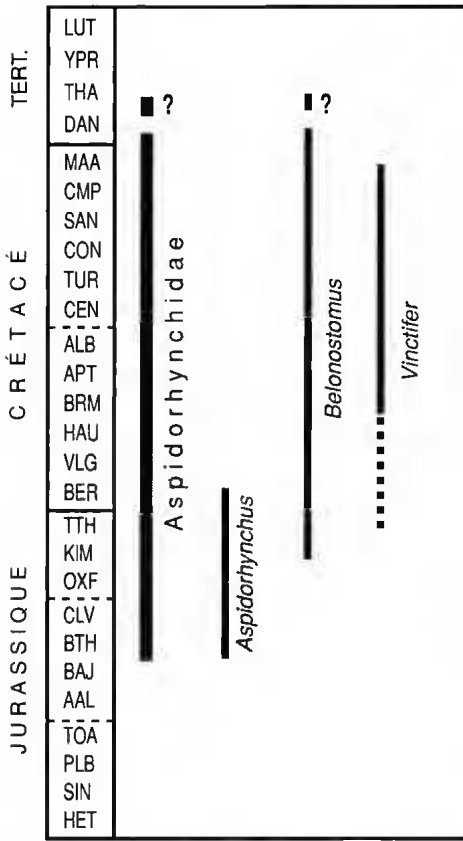 TERT.
CRÉTACÉ
JURASSIQUE
LUT
YPR
THA
DAN
MAA
CMP
SAN
CON
TUR
CEN
ALB
APT
BRM
HAU
VLG
BER
TTH
KIM
OXF
CLV
BTH
BAJ
AAL
TOA
PLB
SIN
HET
?
Aspidorhynchidae
Aspidorhynchus
?
Belonostomus
Vinctifer